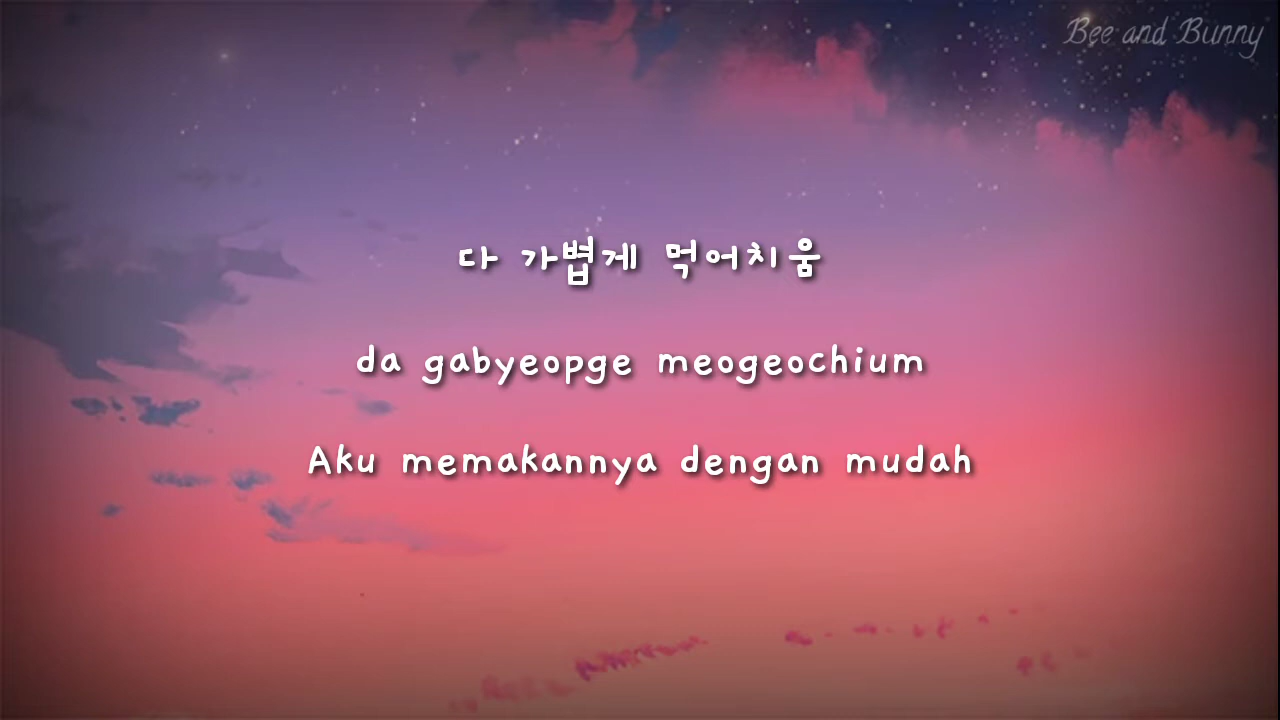 Bee and Bunny
다 가볍게 먹어치움
da gabyeopge meogeochium
Aku memakannya dengan mudah